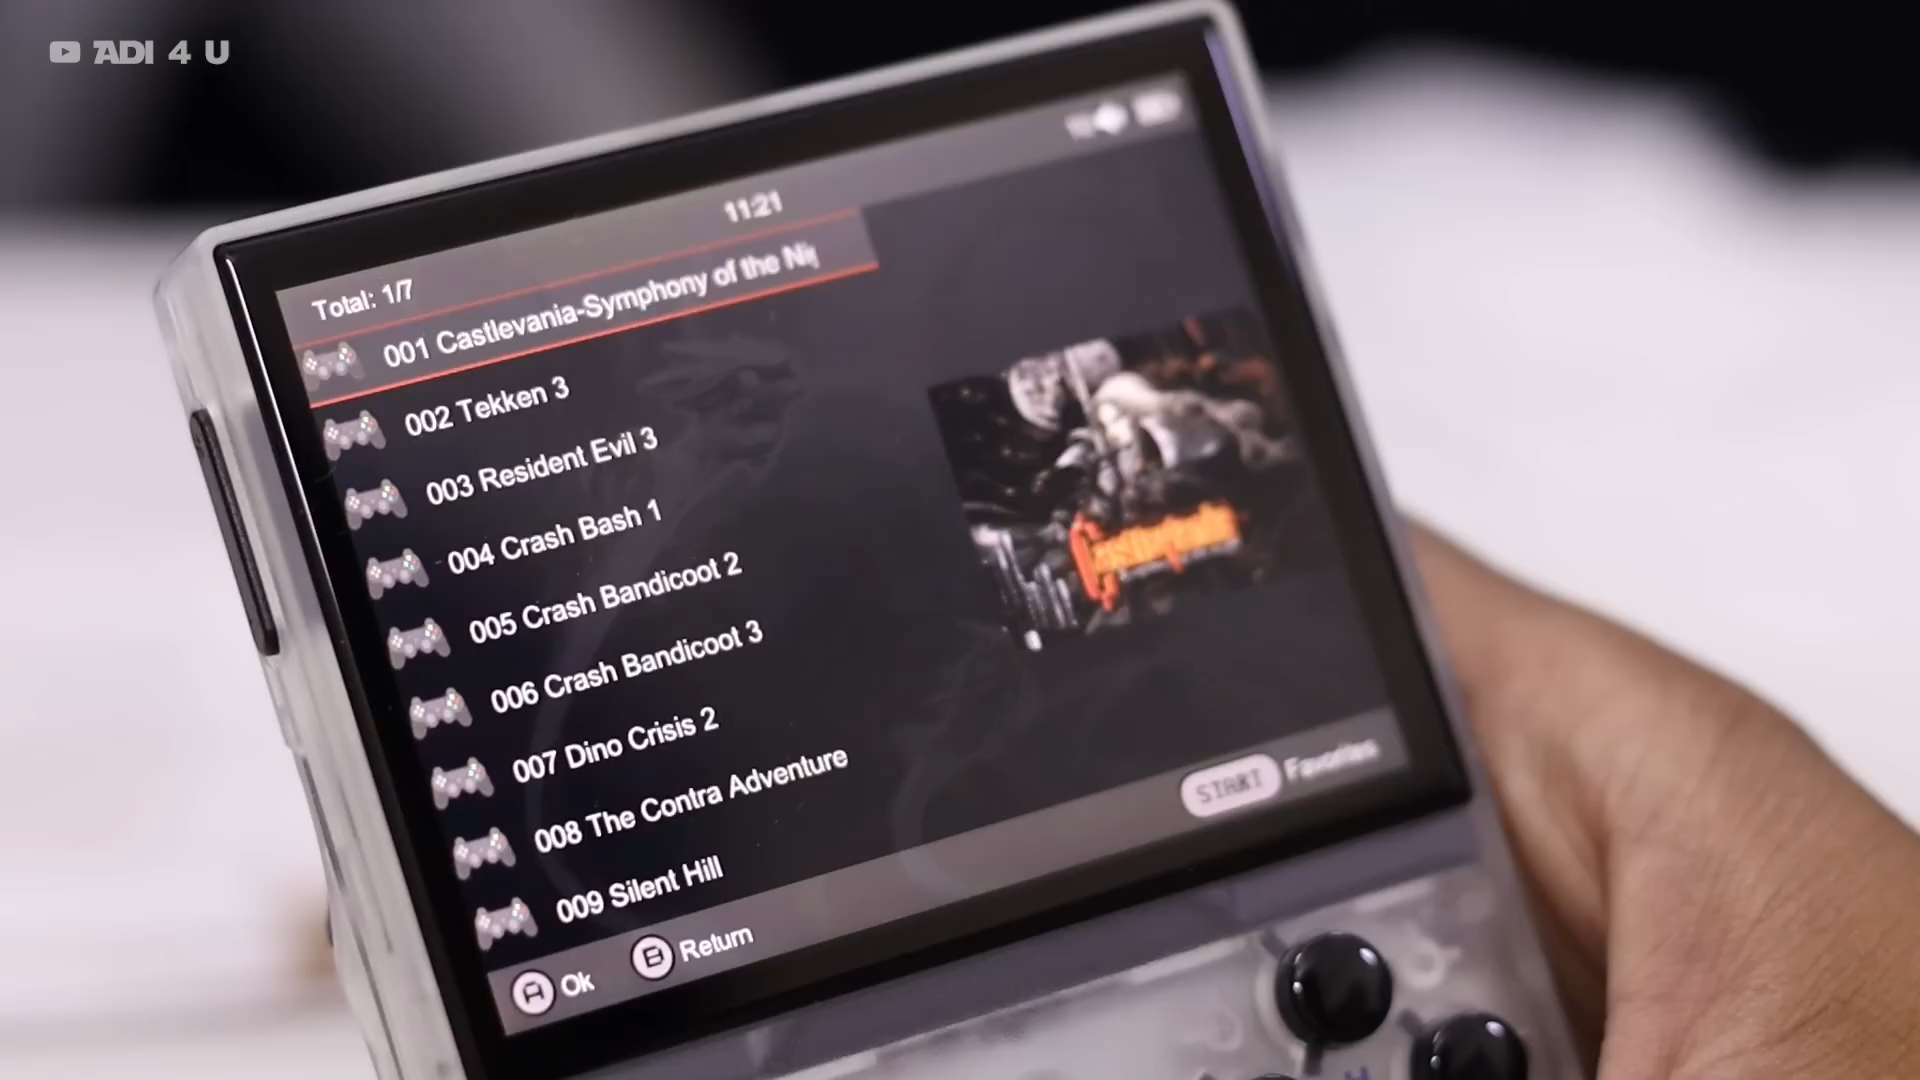 ADI 4 U
11:21
Total: 1/7
001 Castlevania-Symphony of the Nig
002 Tekken 3
003 Resident Evil 3
004 Crash Bash 1
005 Crash Bandicoot 2
006 Crash Bandicoot 3
007 Dino Crisis 2
008 The Contra Adventure
009 Silent Hill
Castlevania
START Favorites
A Ok B Return